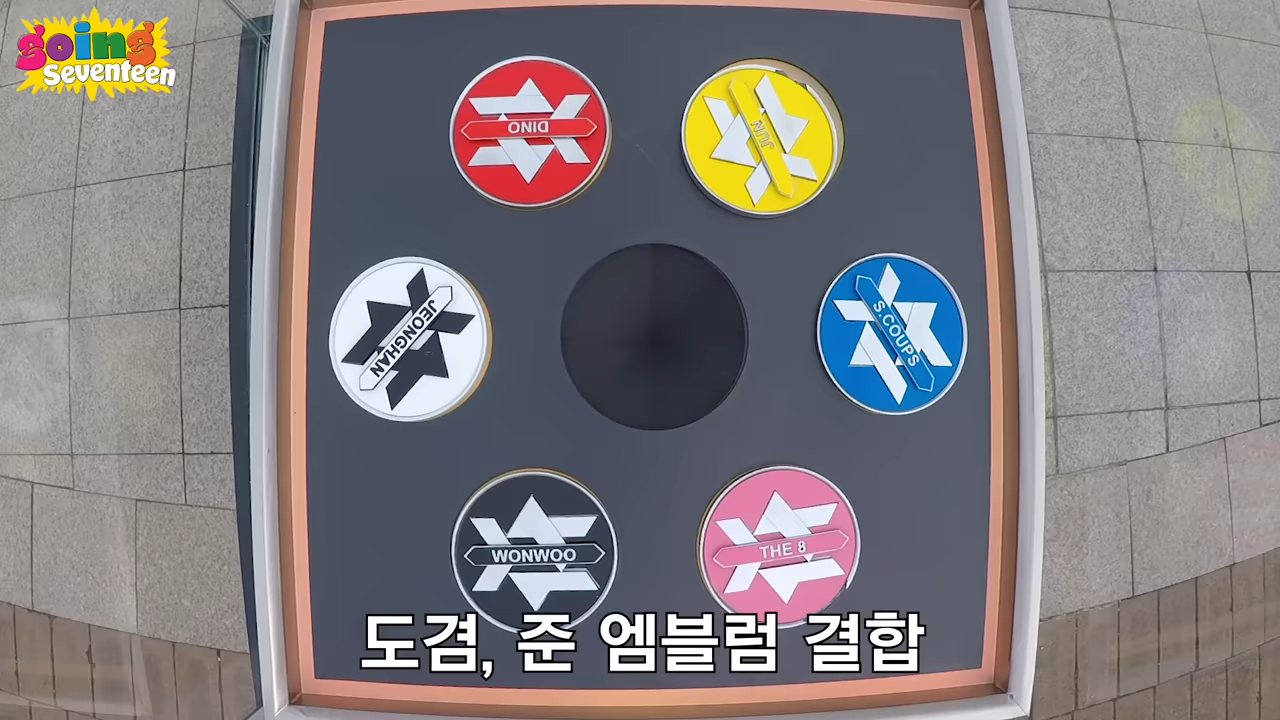 going
Seventeen
DINO
JUN
JEONGHAN
S.COUPS
WONWOO
THE 8
도겸, 준 엠블럼 결합